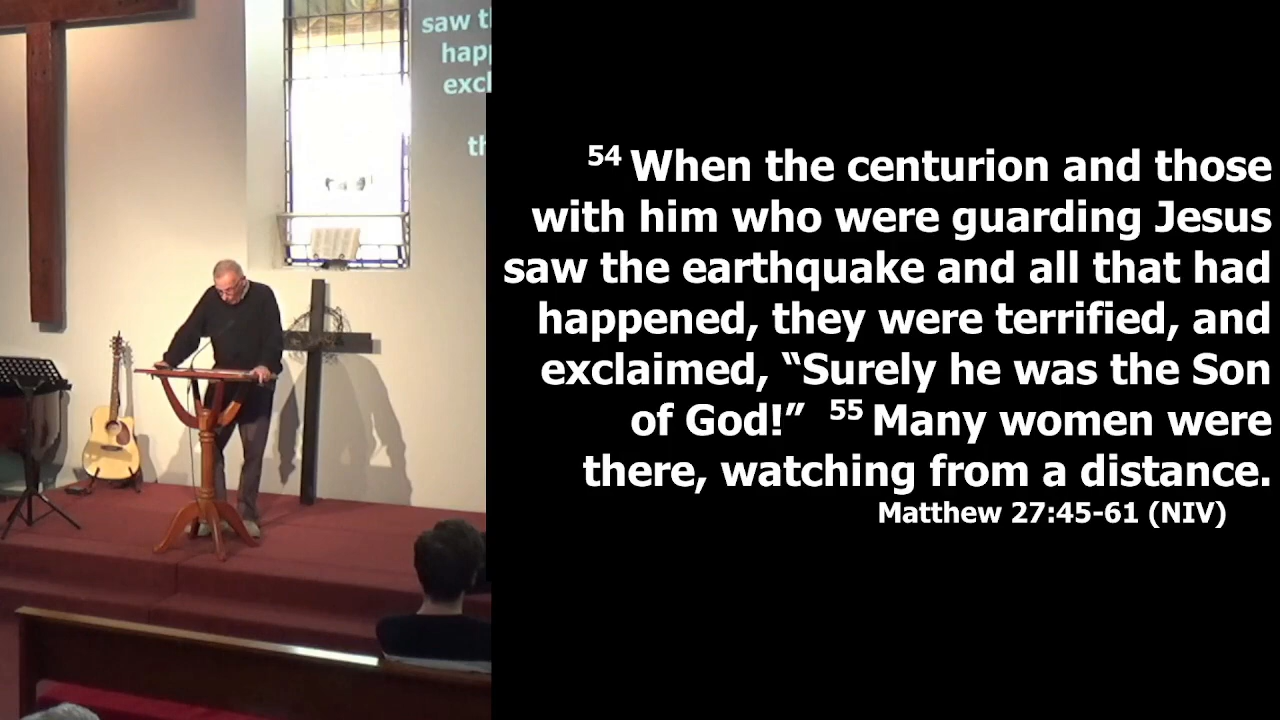 saw
54 When the centurion and those
with him who were guarding Jesus
saw the earthquake and all that had
happened, they were terrified, and
exclaimed, “Surely he was the Son
of God!” 55 Many women were
there, watching from a distance.
Matthew 27:45-61 (NIV)